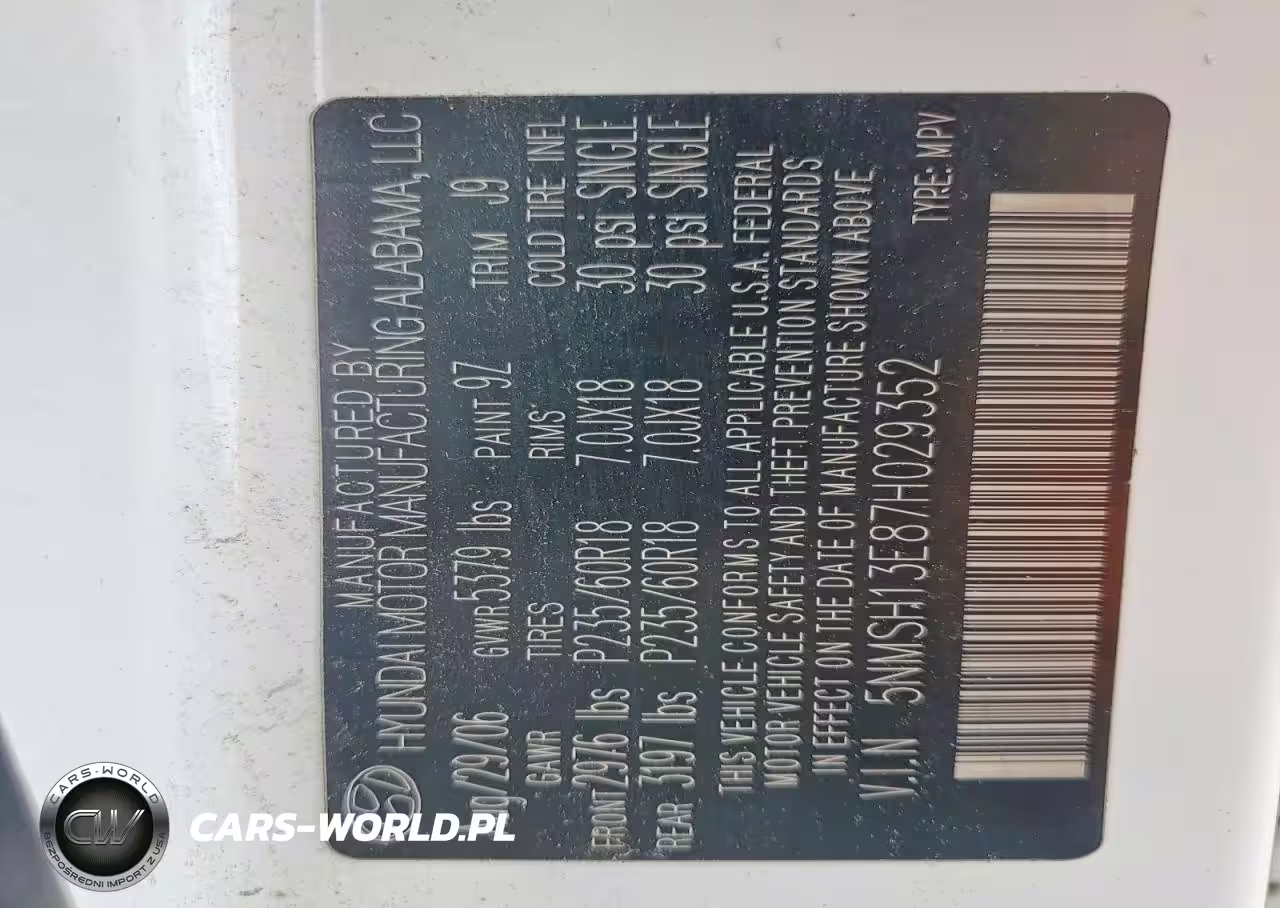 MANUFACTURED BY
HYUNDAI MOTOR MANUFACTURING ALABAMA, LLC
/29/06 GVWR 5379 lbs PAINT 9Z TRIM J9
GAWR TIRES RIMS COLD TIRE INFL
FRONT 2976 lbs P235/60R18 7.0JX18 30 psi SINGLE
REAR 3197 lbs P235/60R18 7.0JX18 30 psi SINGLE
THIS VEHICLE CONFORMS TO ALL APPLICABLE U.S.A. FEDERAL
MOTOR VEHICLE SAFETY AND THEFT PREVENTION STANDARDS
IN EFFECT ON THE DATE OF MANUFACTURE SHOWN ABOVE
V.I.N 5NMSH13E87H029352
TYPE: MPV
CARS-WORLD
CW
BEZPOŚREDNI IMPORT Z USA
CARS-WORLD.PL